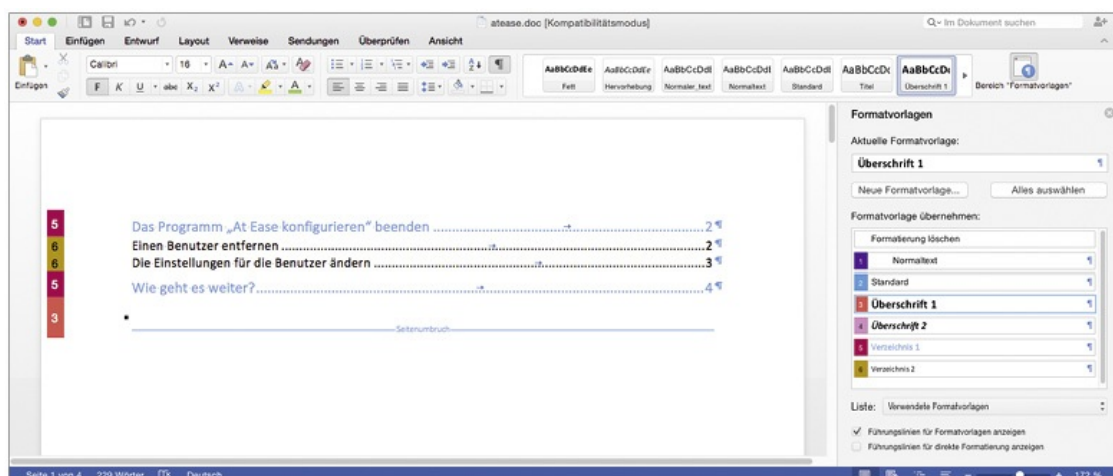 atease.doc [Kompatibilitätsmodus]
Im Dokument suchen
Start Einfügen Entwurf Layout Verweise Sendungen Überprüfen Ansicht
Einfügen
Calibri 16 A A Aa
F K U abc X₂ X² A A
AaBbCcDdEe AaBbCcDdEe AaBbCcDdI AaBbCcDdI AaBbCcDdI AaBbCcDc AaBbCcDc
Fett Hervorhebung Normaler_text Normaltext Standard Titel Überschrift 1
Bereich "Formatvorlagen"
5 Das Programm „At Ease konfigurieren“ beenden 2 ¶
6 Einen Benutzer entfernen 2 ¶
6 Die Einstellungen für die Benutzer ändern 3 ¶
5 Wie geht es weiter? 4 ¶
3
Seitenumbruch
Formatvorlagen
Aktuelle Formatvorlage:
Überschrift 1 ¶
Neue Formatvorlage... Alles auswählen
Formatvorlage übernehmen:
Formatierung löschen
1 Normaltext ¶
2 Standard ¶
3 Überschrift 1 ¶
4 Überschrift 2 ¶
5 Verzeichnis 1 ¶
6 Verzeichnis 2 ¶
Liste: Verwendete Formatvorlagen
Führungslinien für Formatvorlagen anzeigen
Führungslinien für direkte Formatierung anzeigen
Seite 1 von 4 229 Wörter Deutsch 173 %